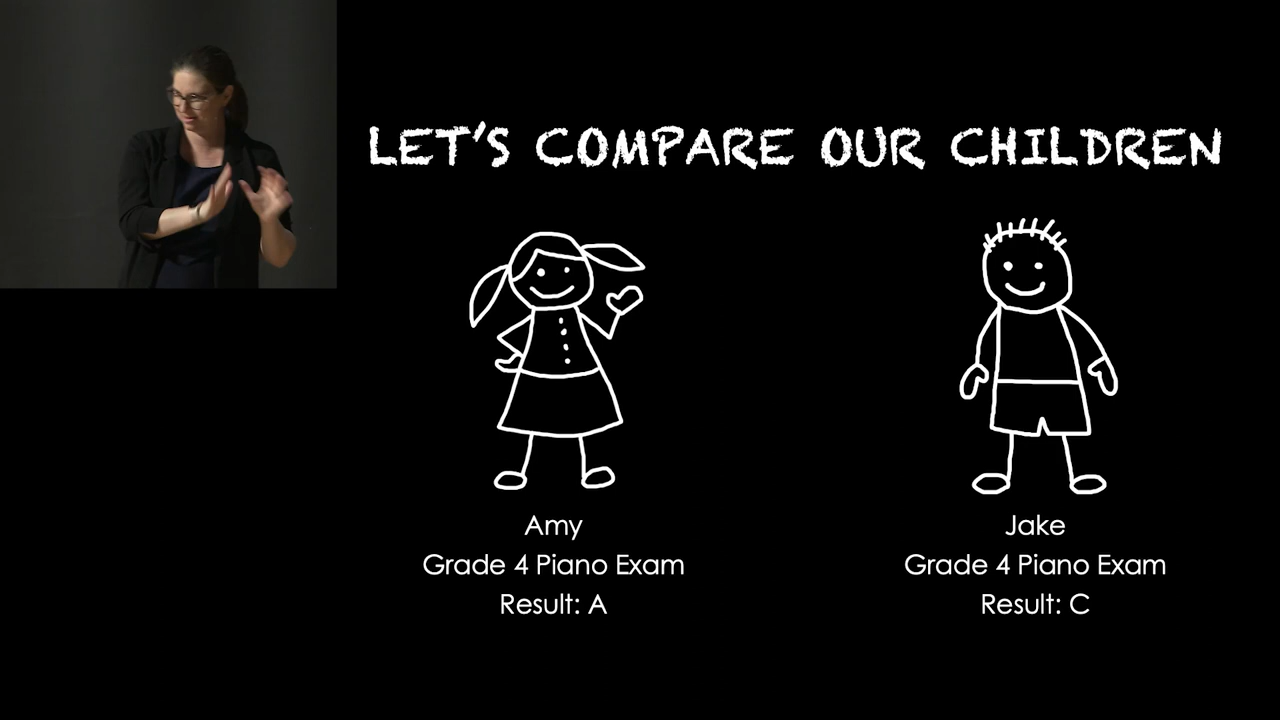 LET'S COMPARE OUR CHILDREN
Amy
Grade 4 Piano Exam
Result: A
Jake
Grade 4 Piano Exam
Result: C